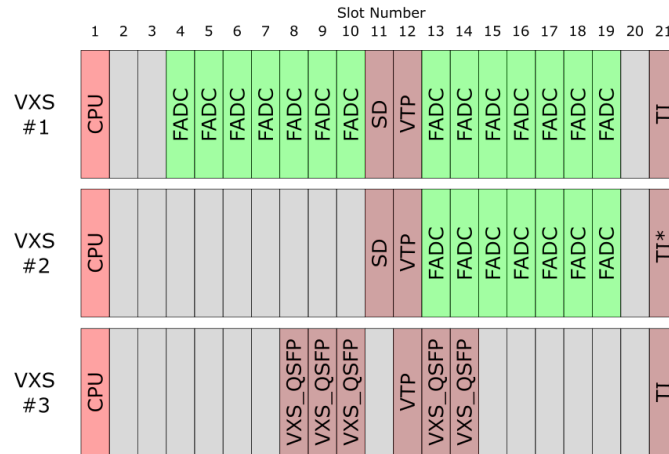 Slot Number
1 2 3 4 5 6 7 8 9 10 11 12 13 14 15 16 17 18 19 20 21
VXS
#1
CPU FADC FADC FADC FADC FADC FADC FADC SD VTP FADC FADC FADC FADC FADC FADC FADC TI
VXS
#2
CPU SD VTP FADC FADC FADC FADC FADC FADC FADC TI*
VXS
#3
CPU VXS_QSFP VXS_QSFP VXS_QSFP VTP VXS_QSFP VXS_QSFP TI